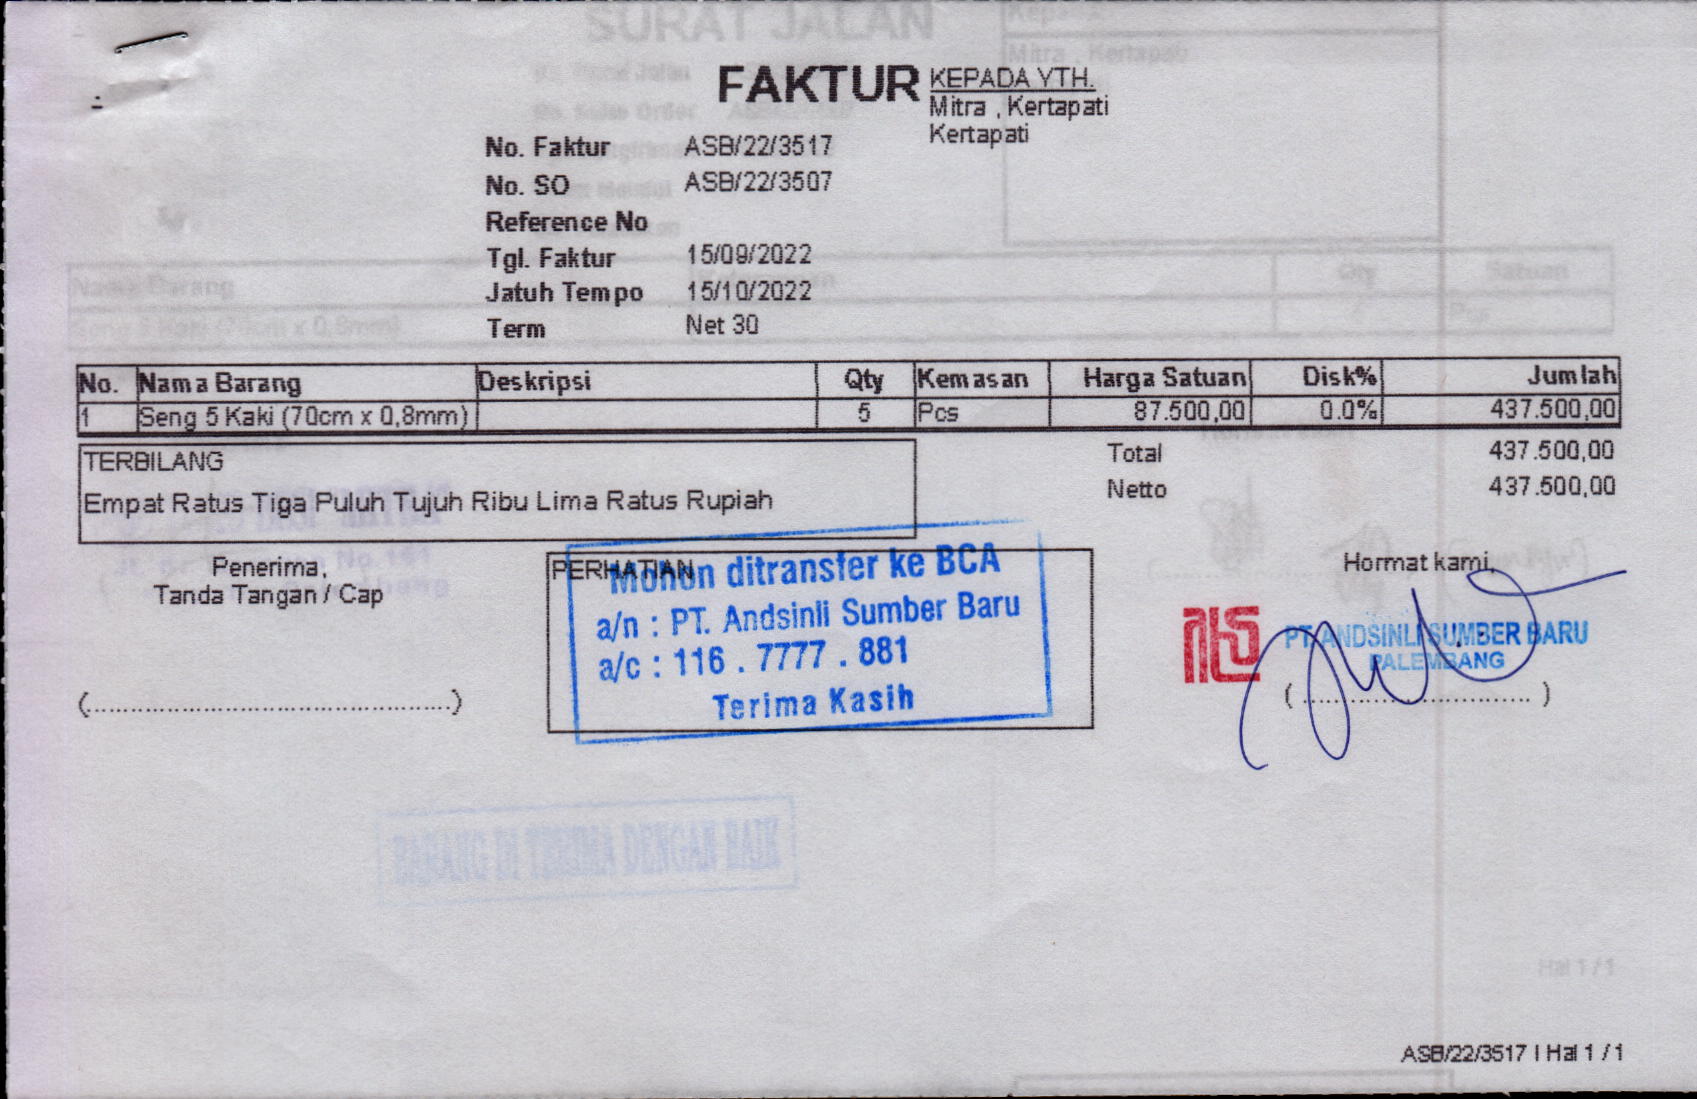 FAKTUR
KEPADA YTH.
Mitra , Kertapati
Kertapati
No. Faktur ASB/22/3517
No. SO ASB/22/3507
Reference No
Tgl. Faktur 15/09/2022
Jatuh Tempo 15/10/2022
Term Net 30
No. Nama Barang Deskripsi Qty Kemasan Harga Satuan Disk% Jumlah
1 Seng 5 Kaki (70cm x 0,8mm) 5 Pcs 87.500,00 0.0% 437.500,00
Total 437.500,00
Netto 437.500,00
TERBILANG
Empat Ratus Tiga Puluh Tujuh Ribu Lima Ratus Rupiah
Penerima,
Tanda Tangan / Cap
(............................................)
PERHATIAN
Mohon ditransfer ke BCA
a/n : PT. Andsinli Sumber Baru
a/c : 116 . 7777 . 881
Terima Kasih
Hormat kami,
PT. ANDSINLI SUMBER BARU
PALEMBANG
( ............................ )
BARANG DI TERIMA DENGAN BAIK
Hal 1 / 1
ASB/22/3517 | Hal 1 / 1